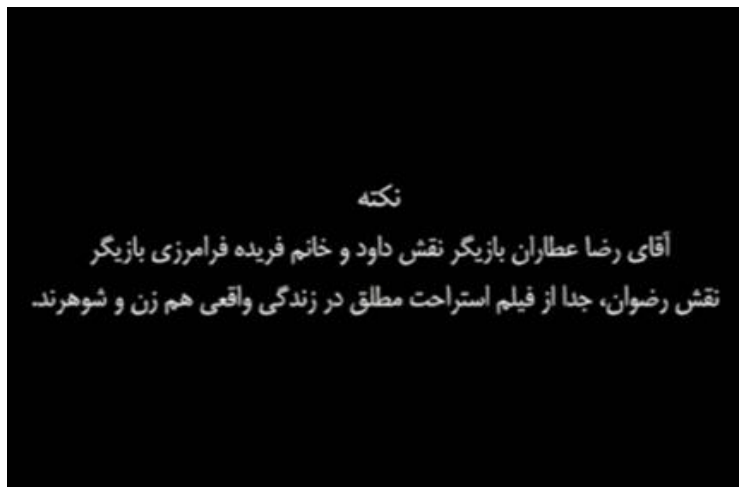 نکته
آقای رضا عطاران بازیگر نقش داود و خانم فریده فرامرزی بازیگر
نقش رضوان، جدا از فیلم استراحت مطلق در زندگی واقعی هم زن و شوهرند.